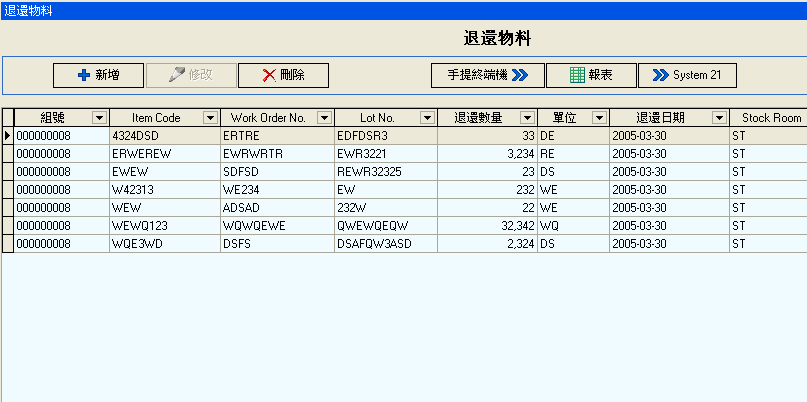 退還物料
退還物料
新增 修改 刪除 手提終端機 報表 System 21
組號 Item Code Work Order No. Lot No. 退還數量 單位 退還日期 Stock Room
000000008 4324DSD ERTRE EDFDSR3 33 DE 2005-03-30 ST
000000008 ERWEREW EWRWRTR EWR3221 3,234 RE 2005-03-30 ST
000000008 EWEW SDFSD REWR32325 23 DS 2005-03-30 ST
000000008 W42313 WE234 EW 232 WE 2005-03-30 ST
000000008 WEW ADSAD 232W 22 WE 2005-03-30 ST
000000008 WEWQ123 WQWQEWE QWEWQEQW 32,342 WQ 2005-03-30 ST
000000008 WQE3WD DSFS DSAFQW3ASD 2,324 DS 2005-03-30 ST